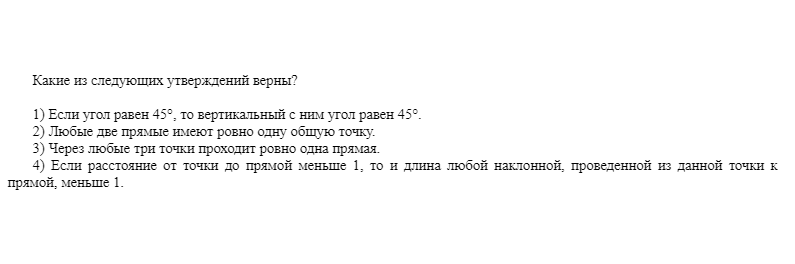 Какие из следующих утверждений верны?
1) Если угол равен 45°, то вертикальный с ним угол равен 45°.
2) Любые две прямые имеют ровно одну общую точку.
3) Через любые три точки проходит ровно одна прямая.
4) Если расстояние от точки до прямой меньше 1, то и длина любой наклонной, проведенной из данной точки к
прямой, меньше 1.